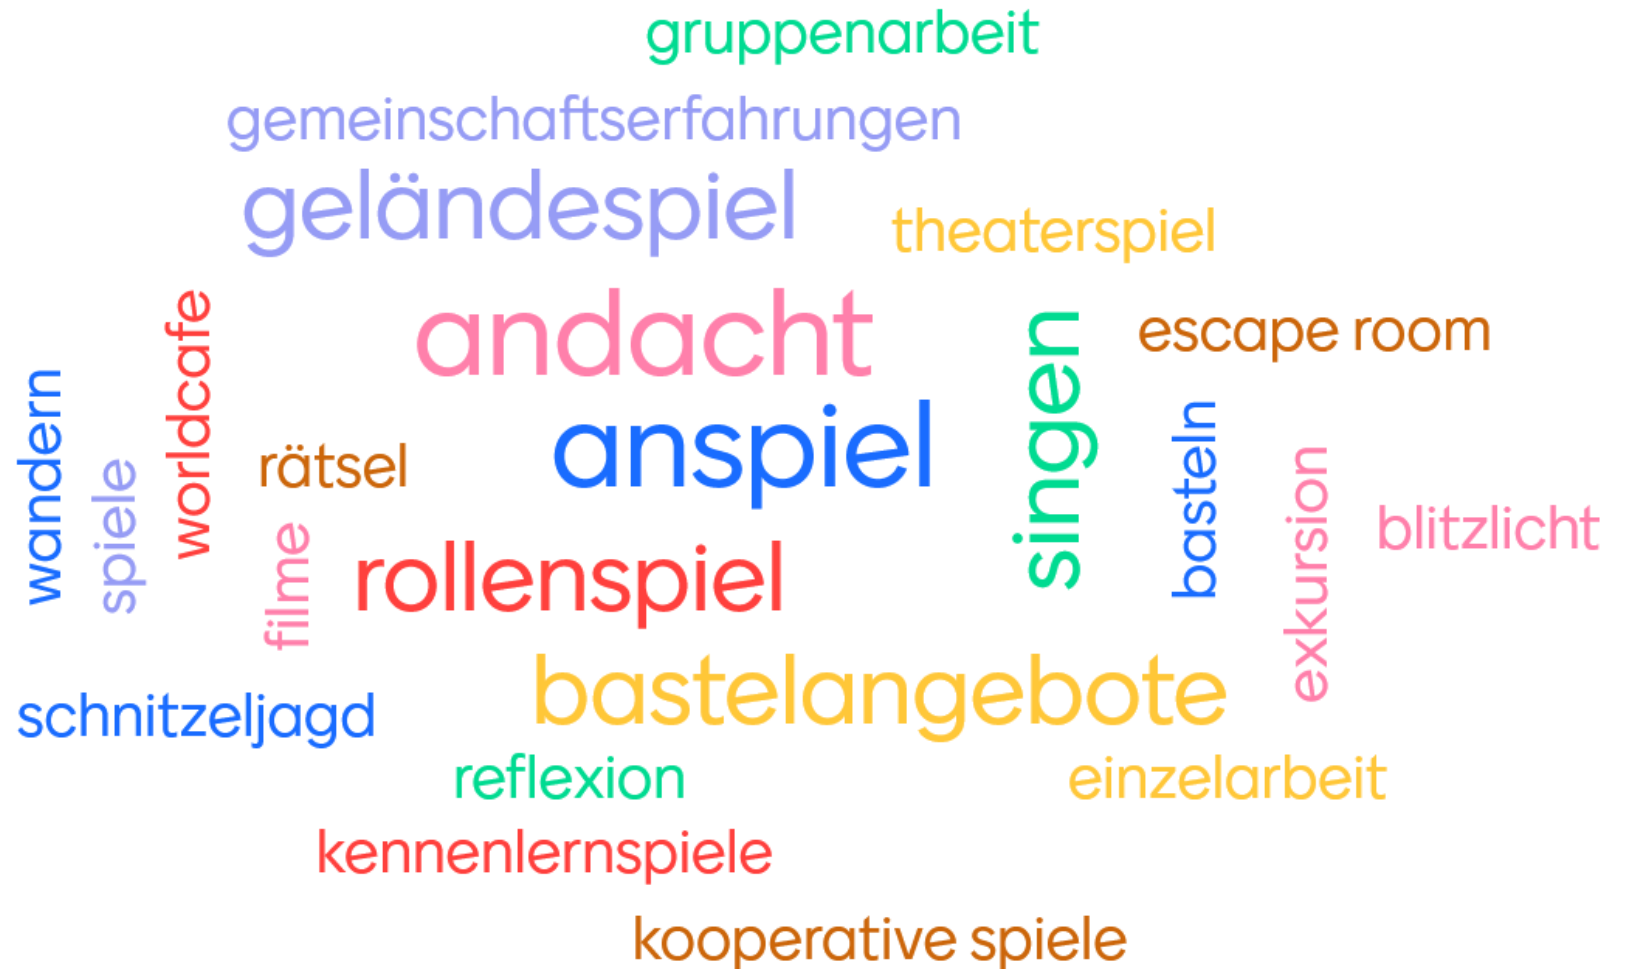 gruppenarbeit
gemeinschaftserfahrungen
geländespiel
theaterspiel
andacht
singen
escape room
worldcafe
wandern
anspiel
basteln
rätsel
spiele
exkursion
blitzlicht
filme
rollenspiel
bastelangebote
schnitzeljagd
reflexion
einzelarbeit
kennenlernspiele
kooperative spiele